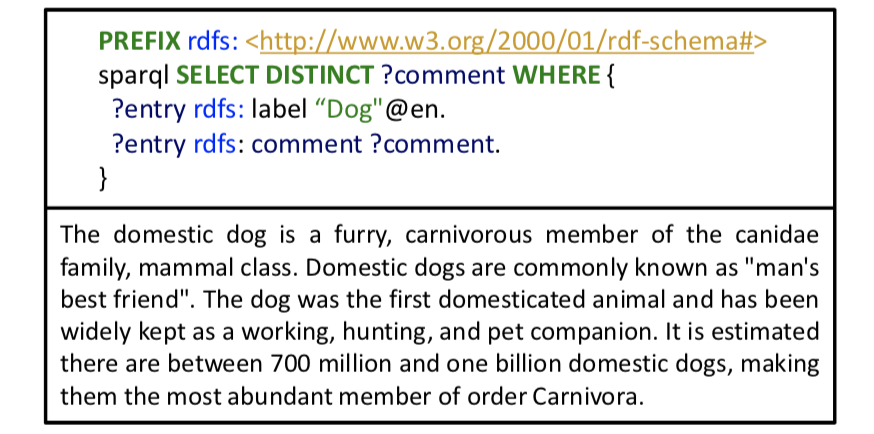 PREFIX rdfs: <http://www.w3.org/2000/01/rdf-schema#>
sparql SELECT DISTINCT ?comment WHERE {
?entry rdfs: label “Dog"@en.
?entry rdfs: comment ?comment.
}
The domestic dog is a furry, carnivorous member of the canidae
family, mammal class. Domestic dogs are commonly known as "man's
best friend". The dog was the first domesticated animal and has been
widely kept as a working, hunting, and pet companion. It is estimated
there are between 700 million and one billion domestic dogs, making
them the most abundant member of order Carnivora.